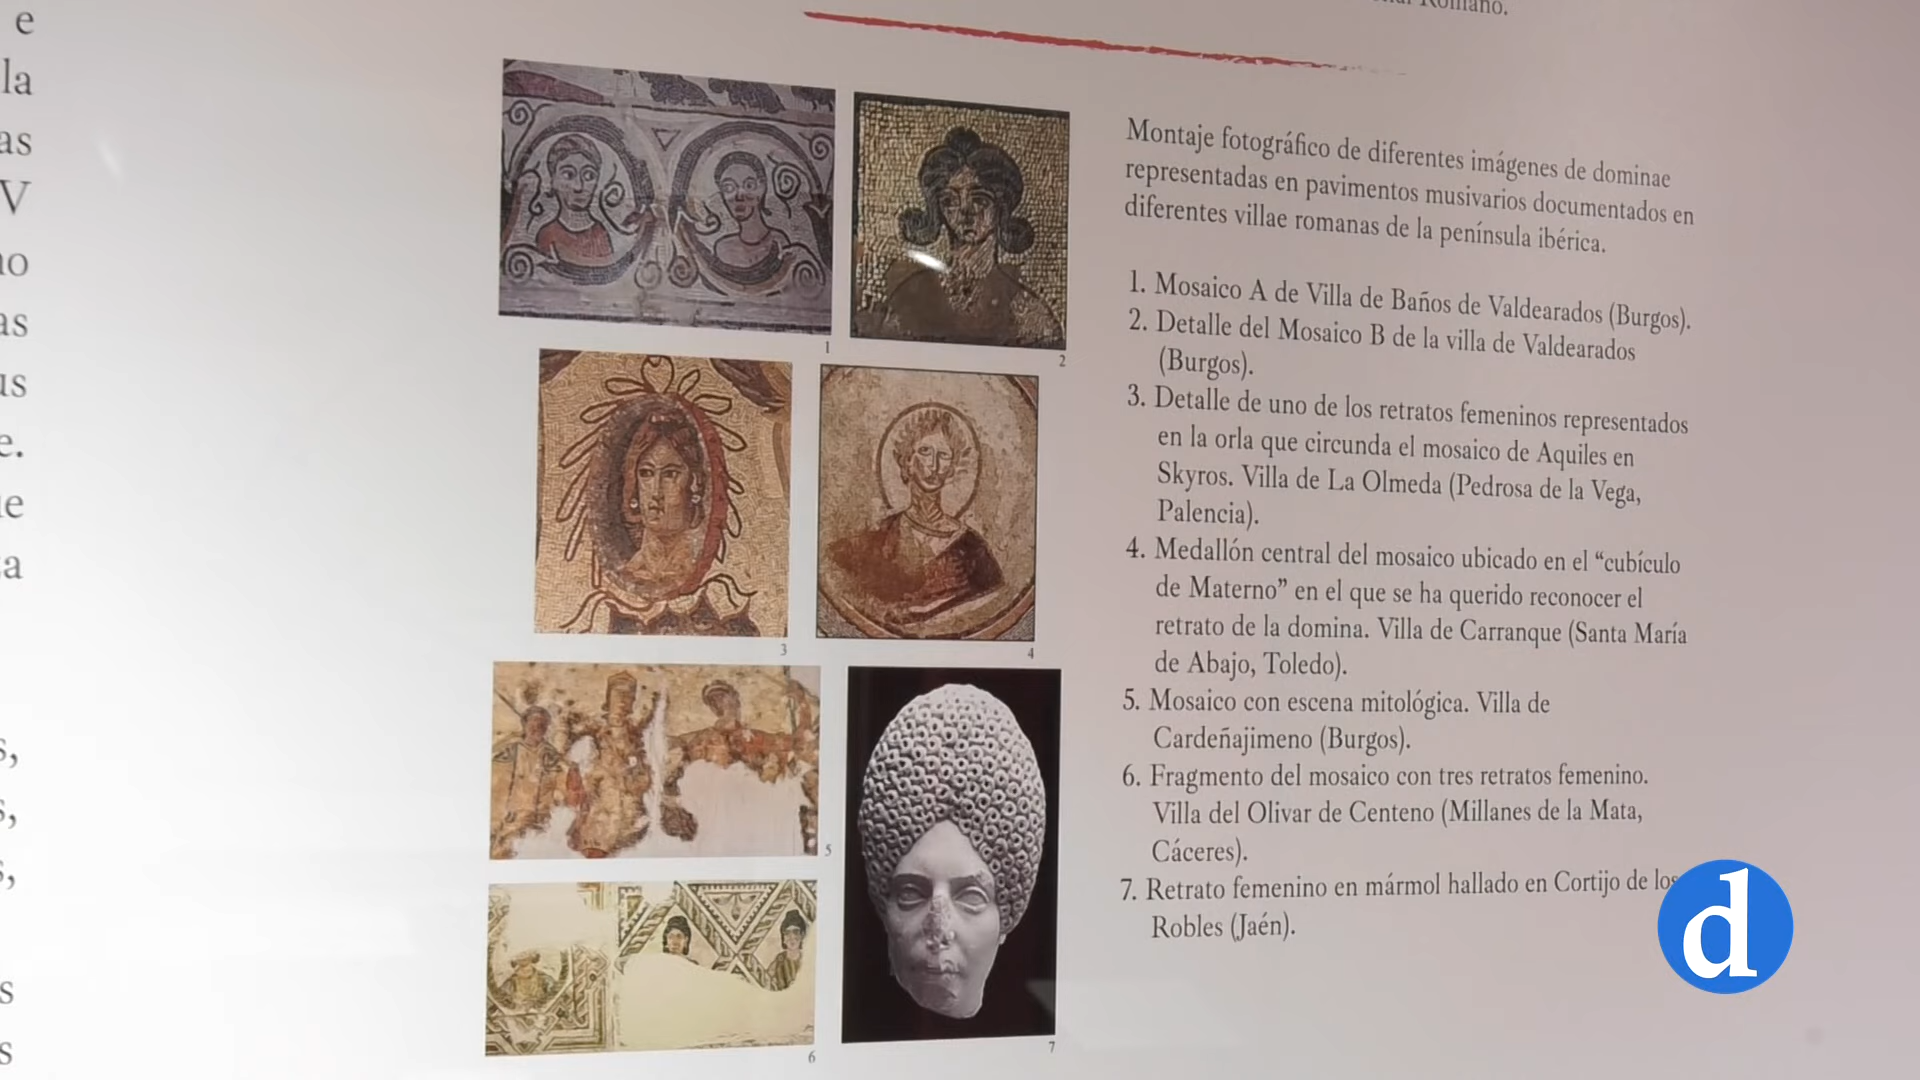 e
la
as
V
as
e.
Romano.
Montaje fotográfico de diferentes imágenes de dominae
representadas en pavimentos musivarios documentados en
diferentes villae romanas de la península ibérica.
1. Mosaico A de Villa de Baños de Valdearados (Burgos).
2. Detalle del Mosaico B de la villa de Valdearados
(Burgos).
3. Detalle de uno de los retratos femeninos representados
en la orla que circunda el mosaico de Aquiles en
Skyros. Villa de La Olmeda (Pedrosa de la Vega,
Palencia).
4. Medallón central del mosaico ubicado en el “cubículo
de Materno” en el que se ha querido reconocer el
retrato de la domina. Villa de Carranque (Santa María
de Abajo, Toledo).
5. Mosaico con escena mitológica. Villa de
Cardeñajimeno (Burgos).
6. Fragmento del mosaico con tres retratos femenino.
Villa del Olivar de Centeno (Millanes de la Mata,
Cáceres).
7. Retrato femenino en mármol hallado en Cortijo de los
Robles (Jaén).
1
2
3
4
5
6
7
d